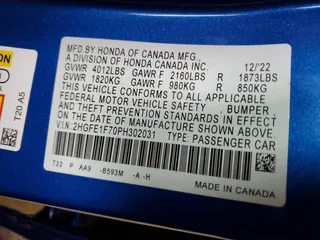 MFD BY HONDA OF CANADA MFG.,
A DIVISION OF HONDA CANADA INC. 12/'22
GVWR 4012LBS GAWR F 2160LBS R 1873LBS
GVWR 1820KG GAWR F 980KG R 850KG
THIS VEHICLE CONFORMS TO ALL APPLICABLE
FEDERAL MOTOR VEHICLE SAFETY, BUMPER
AND THEFT PREVENTION STANDARDS IN EFFECT
ON THE DATE OF MANUFACTURE SHOWN ABOVE.
V.I.N. 2HGFE1F70PH302031 TYPE: PASSENGER CAR
T22 P AA9 -B593M -A -H
MADE IN CANADA
T20 A5